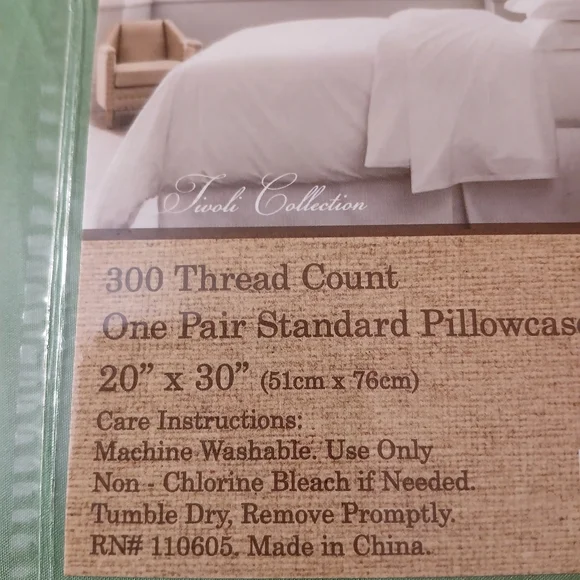 Tivoli Collection
300 Thread Count
One Pair Standard Pillowcase
20” x 30” (51cm x 76cm)
Care Instructions:
Machine Washable. Use Only
Non - Chlorine Bleach if Needed.
Tumble Dry, Remove Promptly.
RN# 110605. Made in China.